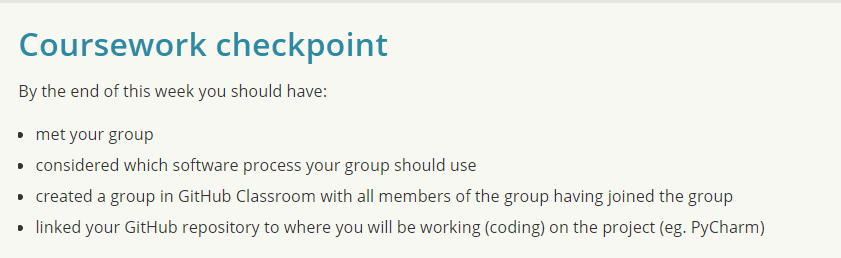 Coursework checkpoint
By the end of this week you should have:
• met your group
• considered which software process your group should use
• created a group in GitHub Classroom with all members of the group having joined the group
• linked your GitHub repository to where you will be working (coding) on the project (eg. PyCharm)